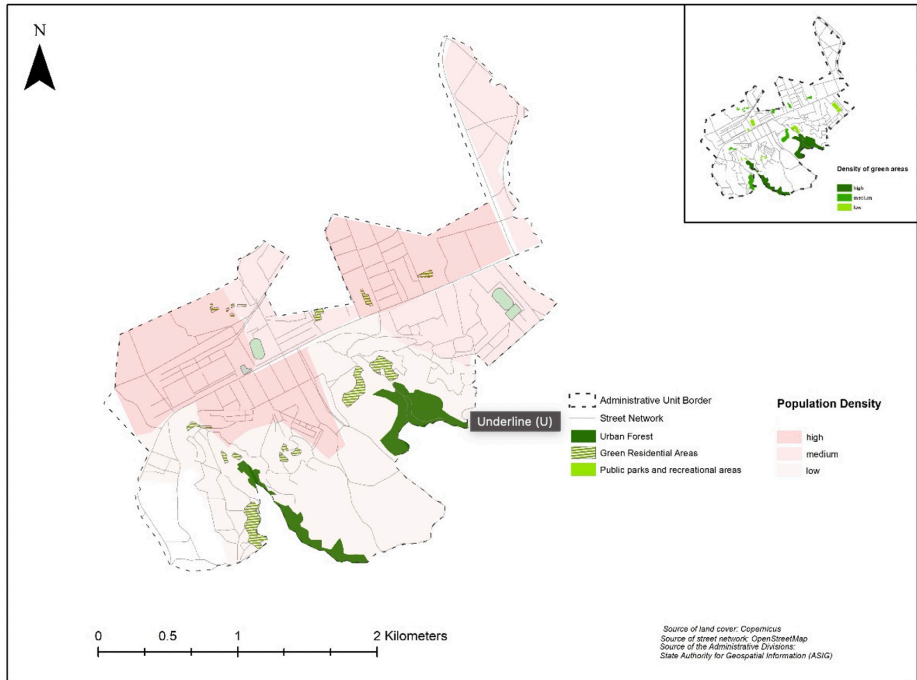 N
Density of green areas
high
medium
low
Administrative Unit Border
Street Network
Underline (U)
Urban Forest
Green Residential Areas
Public parks and recreational areas
Population Density
high
medium
low
0 0.5 1 2 Kilometers
Source of land cover: Copernicus
Source of street network: OpenStreetMap
Source of the Administrative Divisions:
State Authority for Geospatial Information (ASIG)